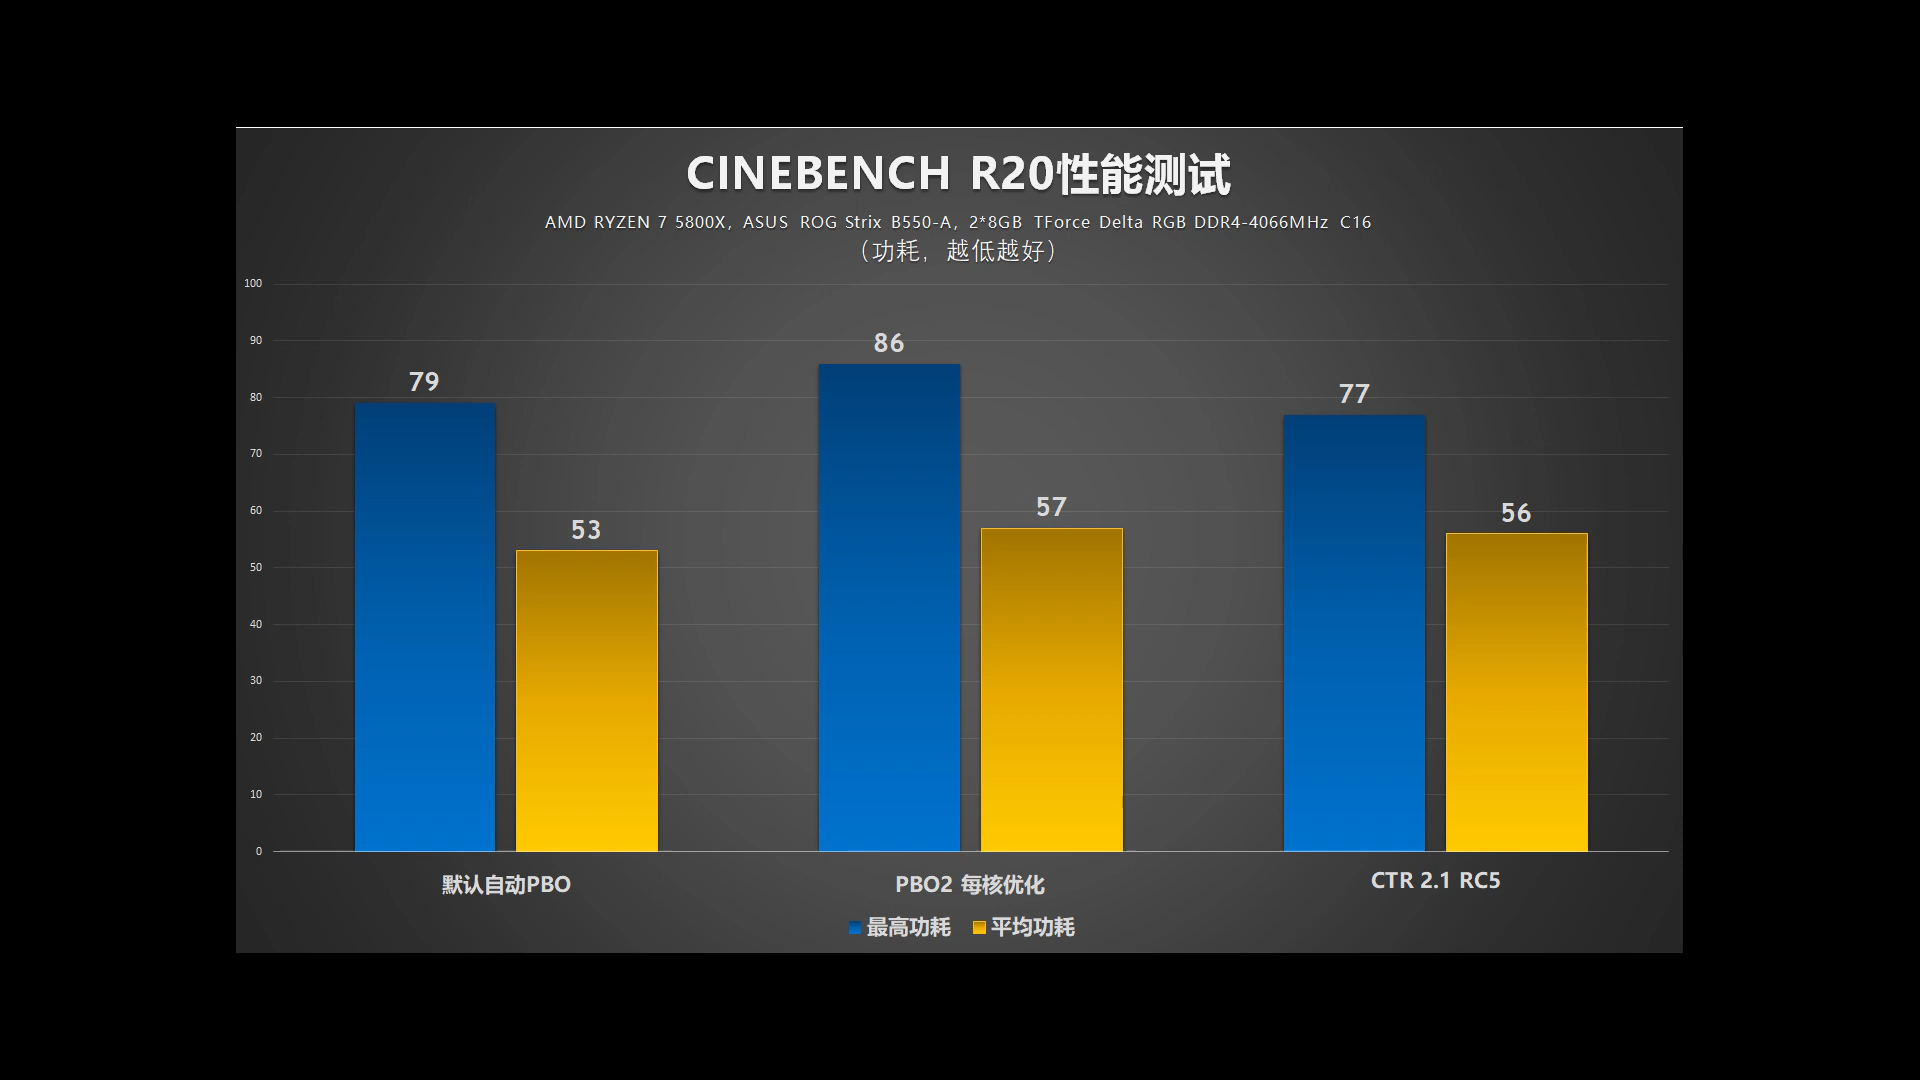 CINEBENCH R20性能测试
AMD RYZEN 7 5800X，ASUS ROG Strix B550-A，2*8GB TForce Delta RGB DDR4-4066MHz C16
（功耗，越低越好）
100
90
80
70
60
50
40
30
20
10
0
79
53
86
57
77
56
默认自动PBO
PBO2 每核优化
CTR 2.1 RC5
最高功耗 平均功耗